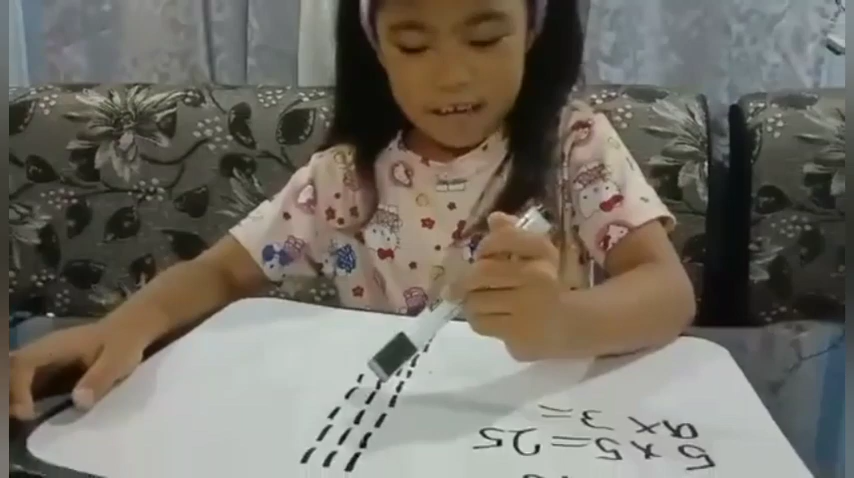 5 x 5 = 25
9 x 3 =